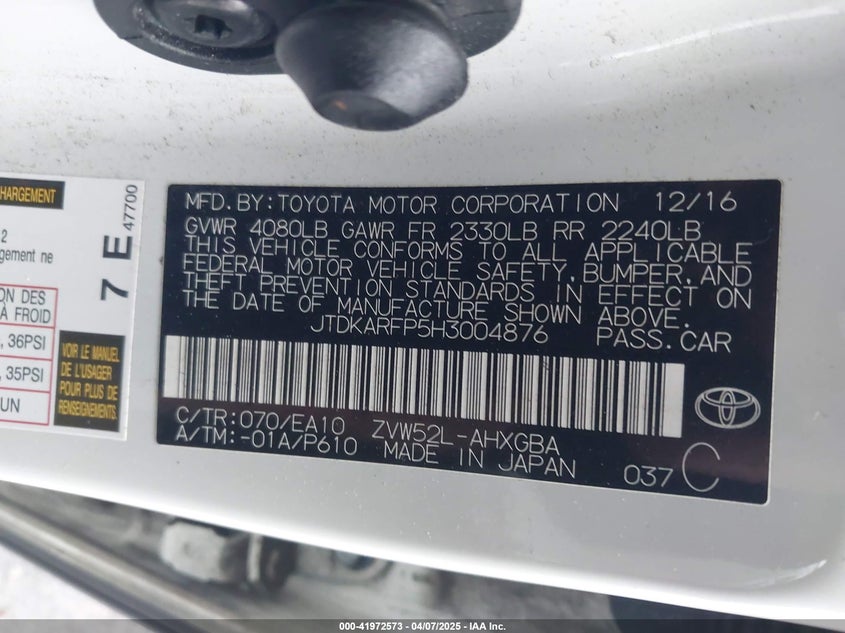 MFD.BY:TOYOTA MOTOR CORPORATION 12/16
GVWR 4080LB GAWR FR 2330LB RR 2240LB
THIS VEHICLE CONFORMS TO ALL APPLICABLE
FEDERAL MOTOR VEHICLE SAFETY, BUMPER, AND
THEFT PREVENTION STANDARDS IN EFFECT ON
THE DATE OF MANUFACTURE SHOWN ABOVE.
JTDKARFP5H3004876 PASS.CAR
C/TR:070/EA10 ZVW52L-AHXGBA
A/TM:-01A/P610 MADE IN JAPAN
037 C
HARGEMENT
2
gement ne
ON DES
À FROID
, 36PSI
, 35PSI
UN
7 E 47700
VOIR LE MANUEL
DE L'USAGER
POUR PLUS DE
RENSEIGNEMENTS
000-41972573 04/07/2025 - IAA Inc.